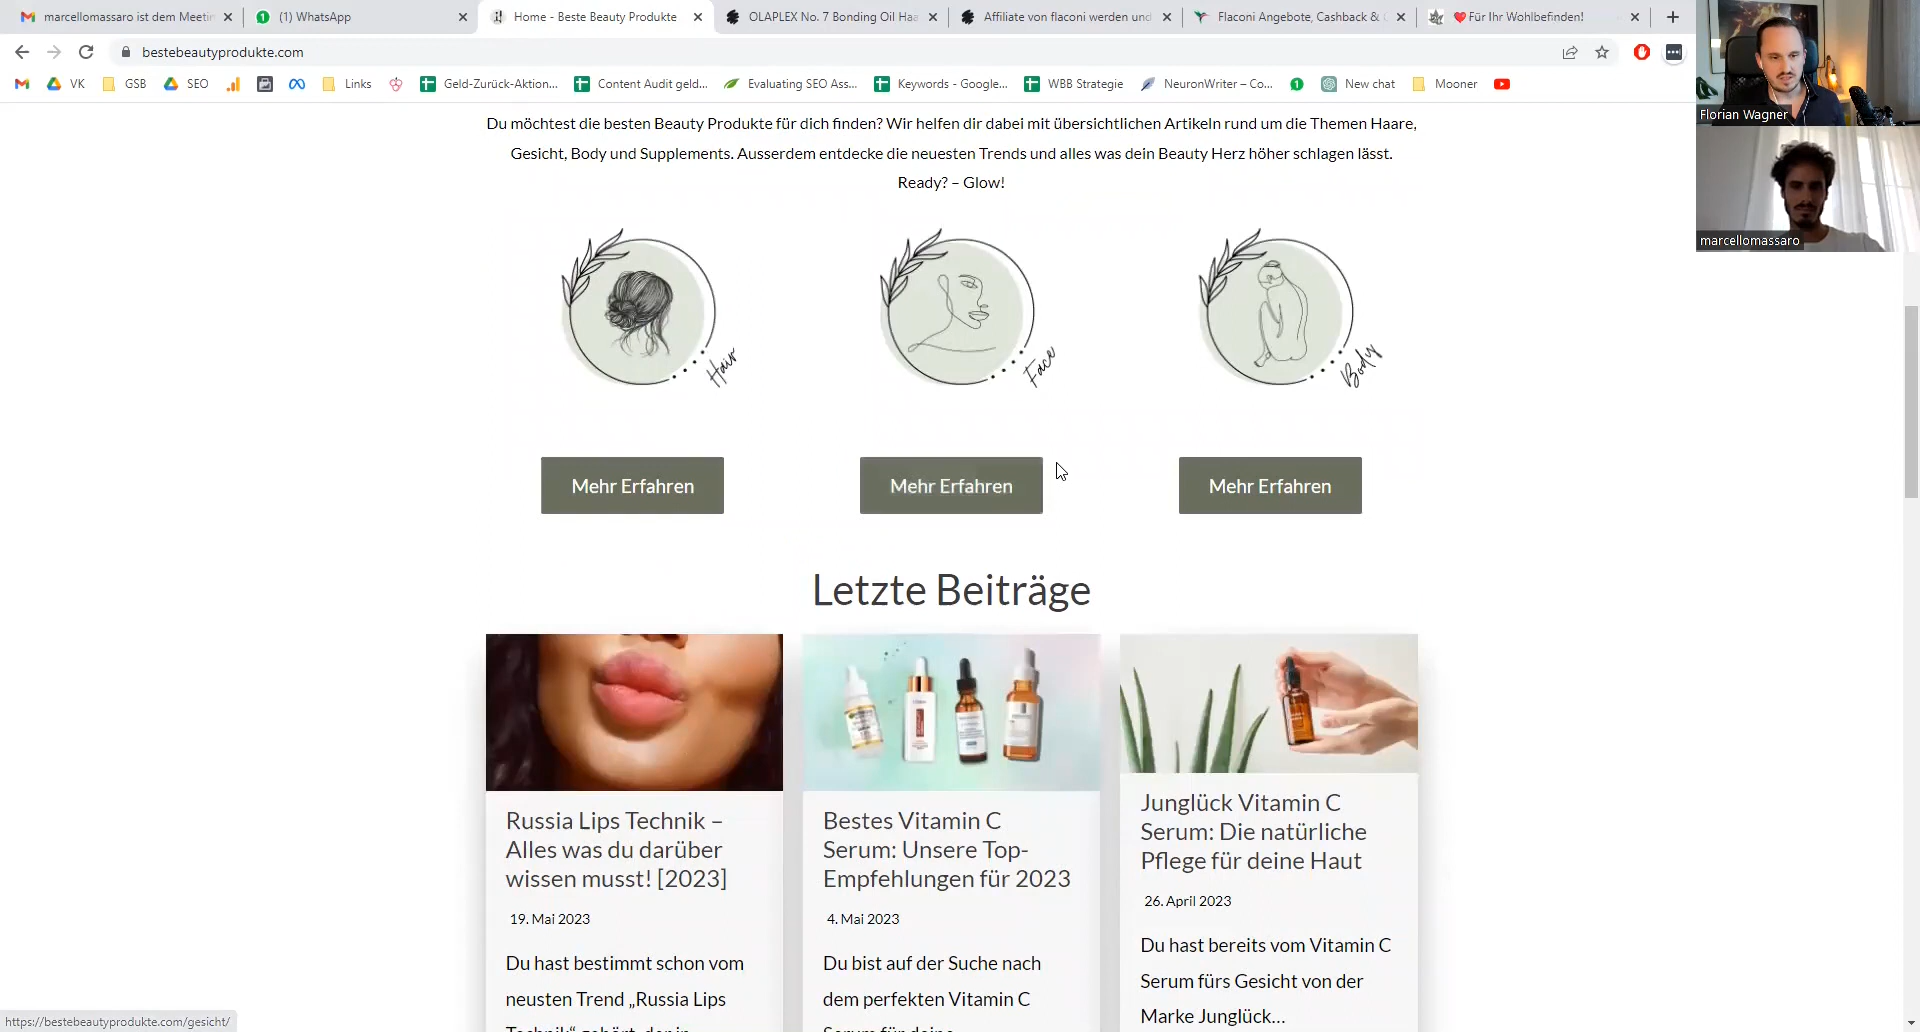 marcellomassaro ist dem Meetin
(1) WhatsApp
Home - Beste Beauty Produkte
OLAPLEX No. 7 Bonding Oil Haa
Affiliate von flaconi werden und
Flaconi Angebote, Cashback &
❤️Für Ihr Wohlbefinden!
bestebeautyprodukte.com
VK
GSB
SEO
Links
Geld-Zurück-Aktion...
Content Audit geld...
Evaluating SEO Ass...
Keywords - Google...
WBB Strategie
NeuronWriter – Co...
1
New chat
Mooner
Florian Wagner
marcellomassaro
Du möchtest die besten Beauty Produkte für dich finden? Wir helfen dir dabei mit übersichtlichen Artikeln rund um die Themen Haare,
Gesicht, Body und Supplements. Ausserdem entdecke die neuesten Trends und alles was dein Beauty Herz höher schlagen lässt.
Ready? – Glow!
Hair
Face
Body
Mehr Erfahren
Mehr Erfahren
Mehr Erfahren
Letzte Beiträge
Russia Lips Technik –
Alles was du darüber
wissen musst! [2023]
19. Mai 2023
Du hast bestimmt schon vom
neusten Trend „Russia Lips
Technik“ gehört, der in
Bestes Vitamin C
Serum: Unsere Top-
Empfehlungen für 2023
4. Mai 2023
Du bist auf der Suche nach
dem perfekten Vitamin C
Serum für deine
Junglück Vitamin C
Serum: Die natürliche
Pflege für deine Haut
26. April 2023
Du hast bereits vom Vitamin C
Serum fürs Gesicht von der
Marke Junglück...
https://bestebeautyprodukte.com/gesicht/